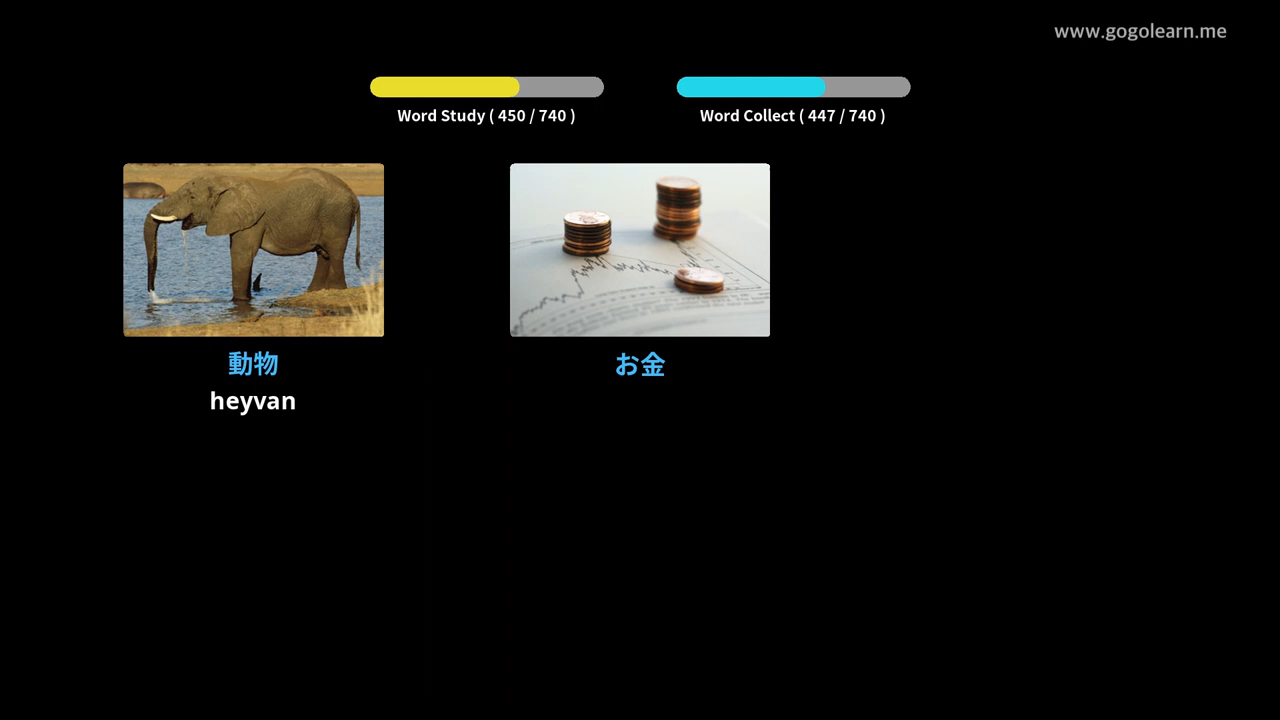 www.gogolearn.me
Word Study ( 450 / 740 )
Word Collect ( 447 / 740 )
動物
heyvan
お金